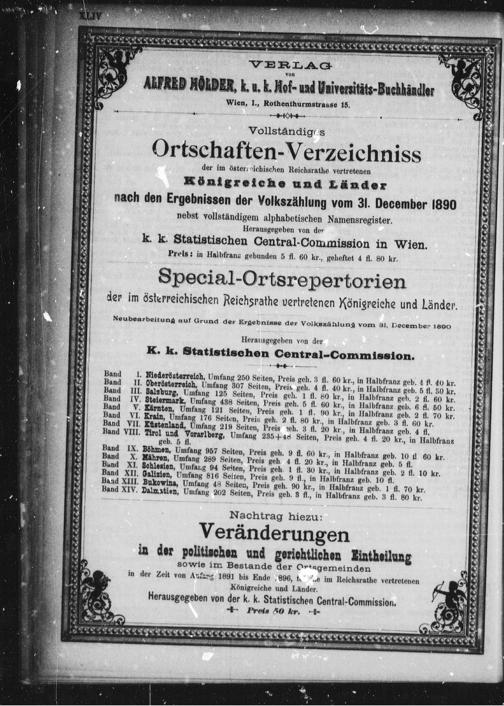 XLIV
VERLAG
von
ALFRED HÖLDER, k. u. k. Hof- und Universitäts-Buchhändler
Wien, I., Rothenthurmstrasse 15.
Vollständiges
Ortschaften-Verzeichniss
der im österreichischen Reichsrathe vertretenen
Königreiche und Länder
nach den Ergebnissen der Volkszählung vom 31. December 1890
nebst vollständigem alphabetischen Namensregister.
Herausgegeben von der
k. k. Statistischen Central-Commission in Wien.
Preis: in Halbfranz gebunden 5 fl. 60 kr., geheftet 4 fl. 80 kr.
Special-Ortsrepertorien
der im österreichischen Reichsrathe vertretenen Königreiche und Länder.
Neubearbeitung auf Grund der Ergebnisse der Volkszählung vom 31. December 1890
Herausgegeben von der
K. k. Statistischen Central-Commission.
Band I. Niederösterreich, Umfang 250 Seiten, Preis geh. 3 fl. 60 kr., in Halbfranz geb. 4 fl. 40 kr.
Band II. Oberösterreich, Umfang 307 Seiten, Preis geh. 4 fl. 40 kr., in Halbfranz geb. 5 fl. 50 kr.
Band III. Salzburg, Umfang 125 Seiten, Preis geh. 1 fl. 80 kr., in Halbfranz geb. 2 fl. 60 kr.
Band IV. Steiermark, Umfang 438 Seiten, Preis geh. 5 fl. 60 kr., in Halbfranz geb. 6 fl. 50 kr.
Band V. Kärnten, Umfang 121 Seiten, Preis geh. 1 fl. 90 kr., in Halbfranz geb. 2 fl. 70 kr.
Band VI. Krain, Umfang 176 Seiten, Preis geh. 2 fl. 80 kr., in Halbfranz geb. 3 fl. 60 kr.
Band VII. Küstenland, Umfang 219 Seiten, Preis geh. 3 fl. 20 kr., in Halbfranz geb. 4 fl.
Band VIII. Tirol und Vorarlberg, Umfang 235+48 Seiten, Preis geh. 4 fl. 20 kr., in Halbfranz
geb. 5 fl.
Band IX. Böhmen, Umfang 957 Seiten, Preis geh. 9 fl. 60 kr., in Halbfranz geb. 10 fl 60 kr.
Band X. Mähren, Umfang 289 Seiten, Preis geh. 4 fl. 20 kr., in Halbfranz geb. 5 fl.
Band XI. Schlesien, Umfang 94 Seiten, Preis geh. 1 fl. 30 kr., in Halbfranz geb. 2 fl. 10 kr.
Band XII. Galizien, Umfang 816 Seiten, Preis geh. 9 fl., in Halbfranz geb. 10 fl.
Band XIII. Bukowina, Umfang 48 Seiten, Preis geh. 90 kr., in Halbfranz geb. 1 fl. 70 kr.
Band XIV. Dalmatien, Umfang 202 Seiten, Preis geh. 3 fl., in Halbfranz geb. 3 fl. 80 kr.
Nachtrag hiezu:
Veränderungen
in der politischen und gerichtlichen Eintheilung
sowie im Bestande der Ortsgemeinden
in der Zeit von Anfang 1891 bis Ende 1896, im Reichsrathe vertretenen
Königreiche und Länder.
Herausgegeben von der k. k. Statistischen Central-Commission.
Preis 50 kr.